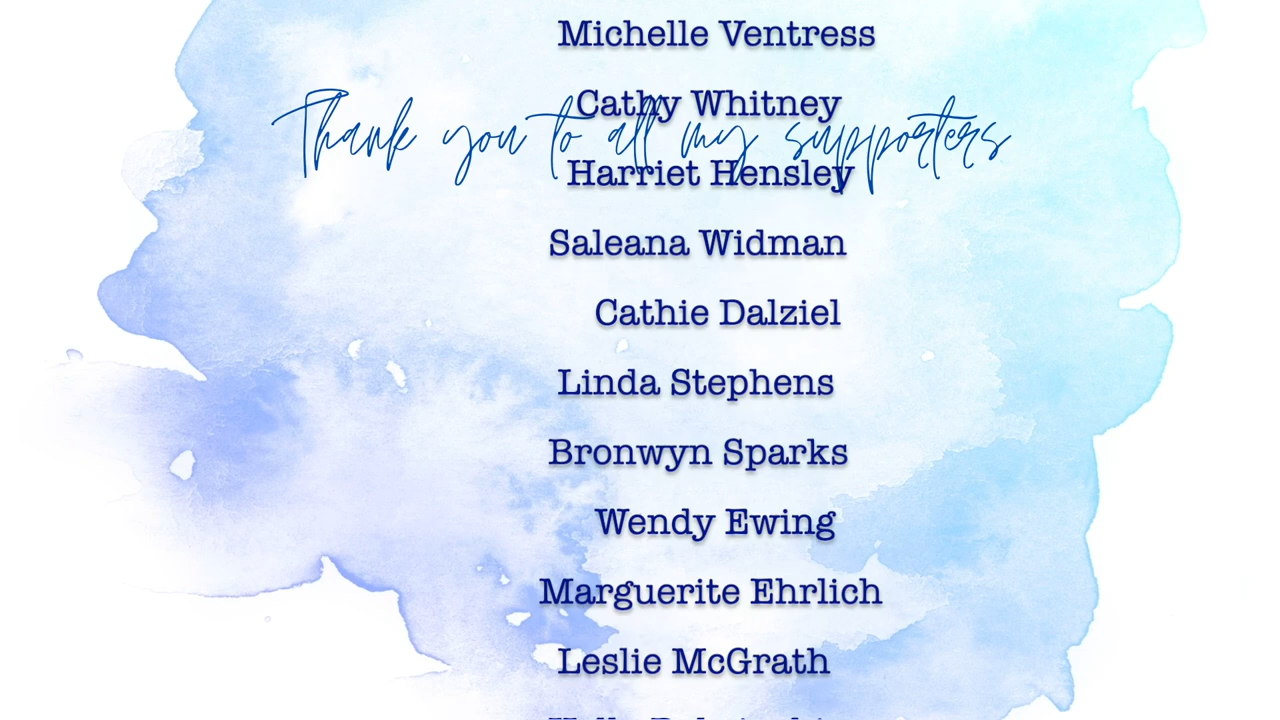 Michelle Ventress
Cathy Whitney
Thank you to all my supporters
Harriet Hensley
Saleana Widman
Cathie Dalziel
Linda Stephens
Bronwyn Sparks
Wendy Ewing
Marguerite Ehrlich
Leslie McGrath